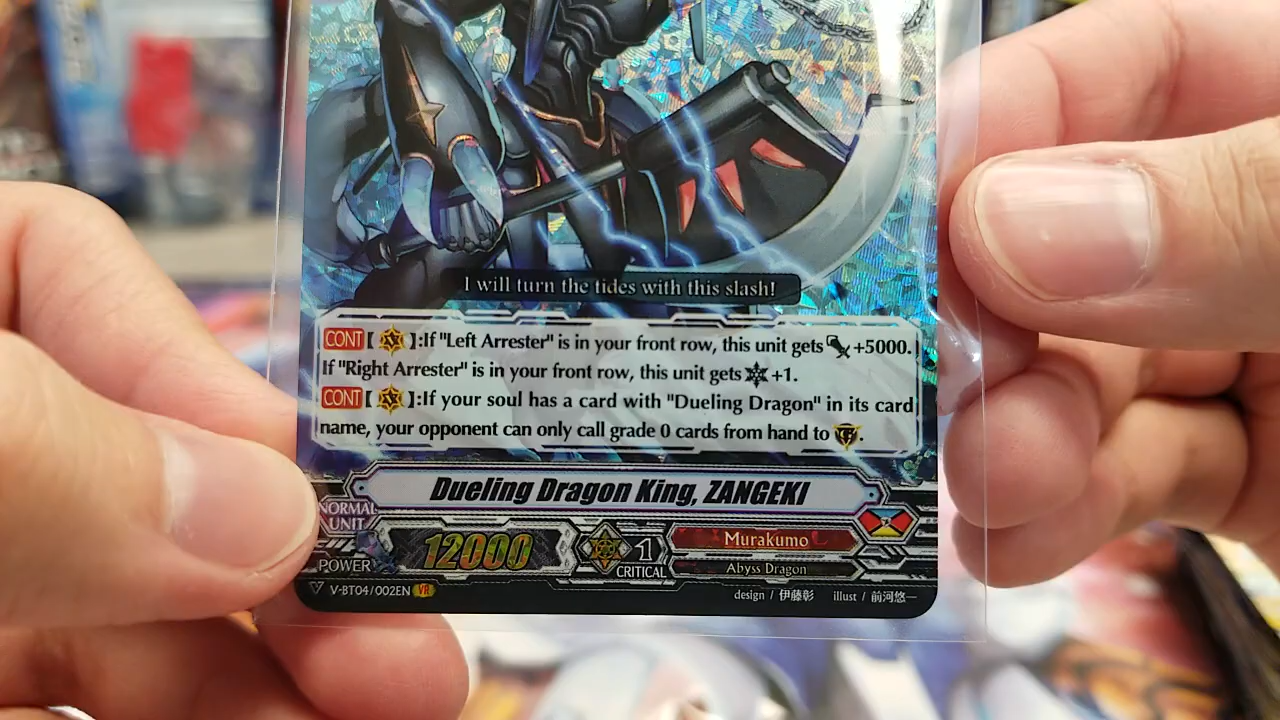 I will turn the tides with this slash!
CONT【 V 】:If "Left Arrester" is in your front row, this unit gets +5000.
If "Right Arrester" is in your front row, this unit gets +1.
CONT【 V 】:If your soul has a card with "Dueling Dragon" in its card
name, your opponent can only call grade 0 cards from hand to G.
Dueling Dragon King, ZANGEKI
NORMAL
UNIT
POWER 12000 1 CRITICAL
Murakumo
Abyss Dragon
V-BT04/002EN VR design / 伊藤彰 illust / 前河悠一